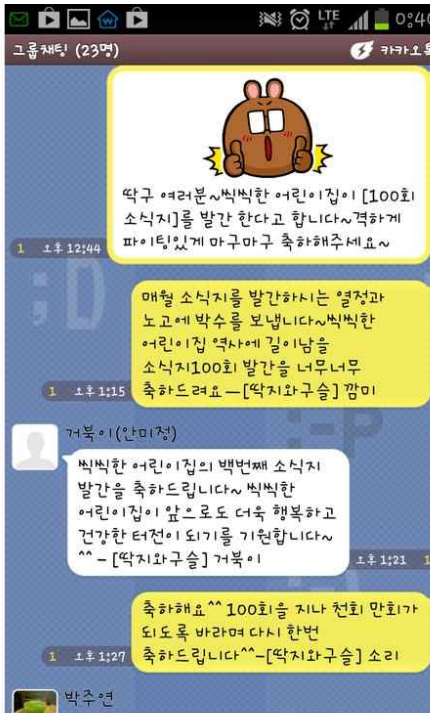 LTE 0:40
그룹채팅 (23명) 카카오톡
딱구 여러분~씩씩한 어린이집이 [100회
소식지]를 발간 한다고 합니다~격하게
파이팅있게 마구마구 축하해주세요~
1 오후 12:44
매월 소식지를 발간하시는 열정과
노고에 박수를 보냅니다~씩씩한
어린이집 역사에 길이남을
소식지100회 발간을 너무너무
축하드려요ㅡ[딱지와구슬] 깜미
1 오후 1:15
거북이(안미정)
씩씩한 어린이집의 백번째 소식지
발간을 축하드립니다~ 씩씩한
어린이집이 앞으로도 더욱 행복하고
건강한 터전이 되기를 기원합니다~
^^ - [딱지와구슬] 거북이
오후 1:21 1
축하해요^^ 100회을 지나 천회 만회가
되도록 바라며 다시 한번
축하드립니다^^-[딱지와구슬] 소리
1 오후 1:27
박주연